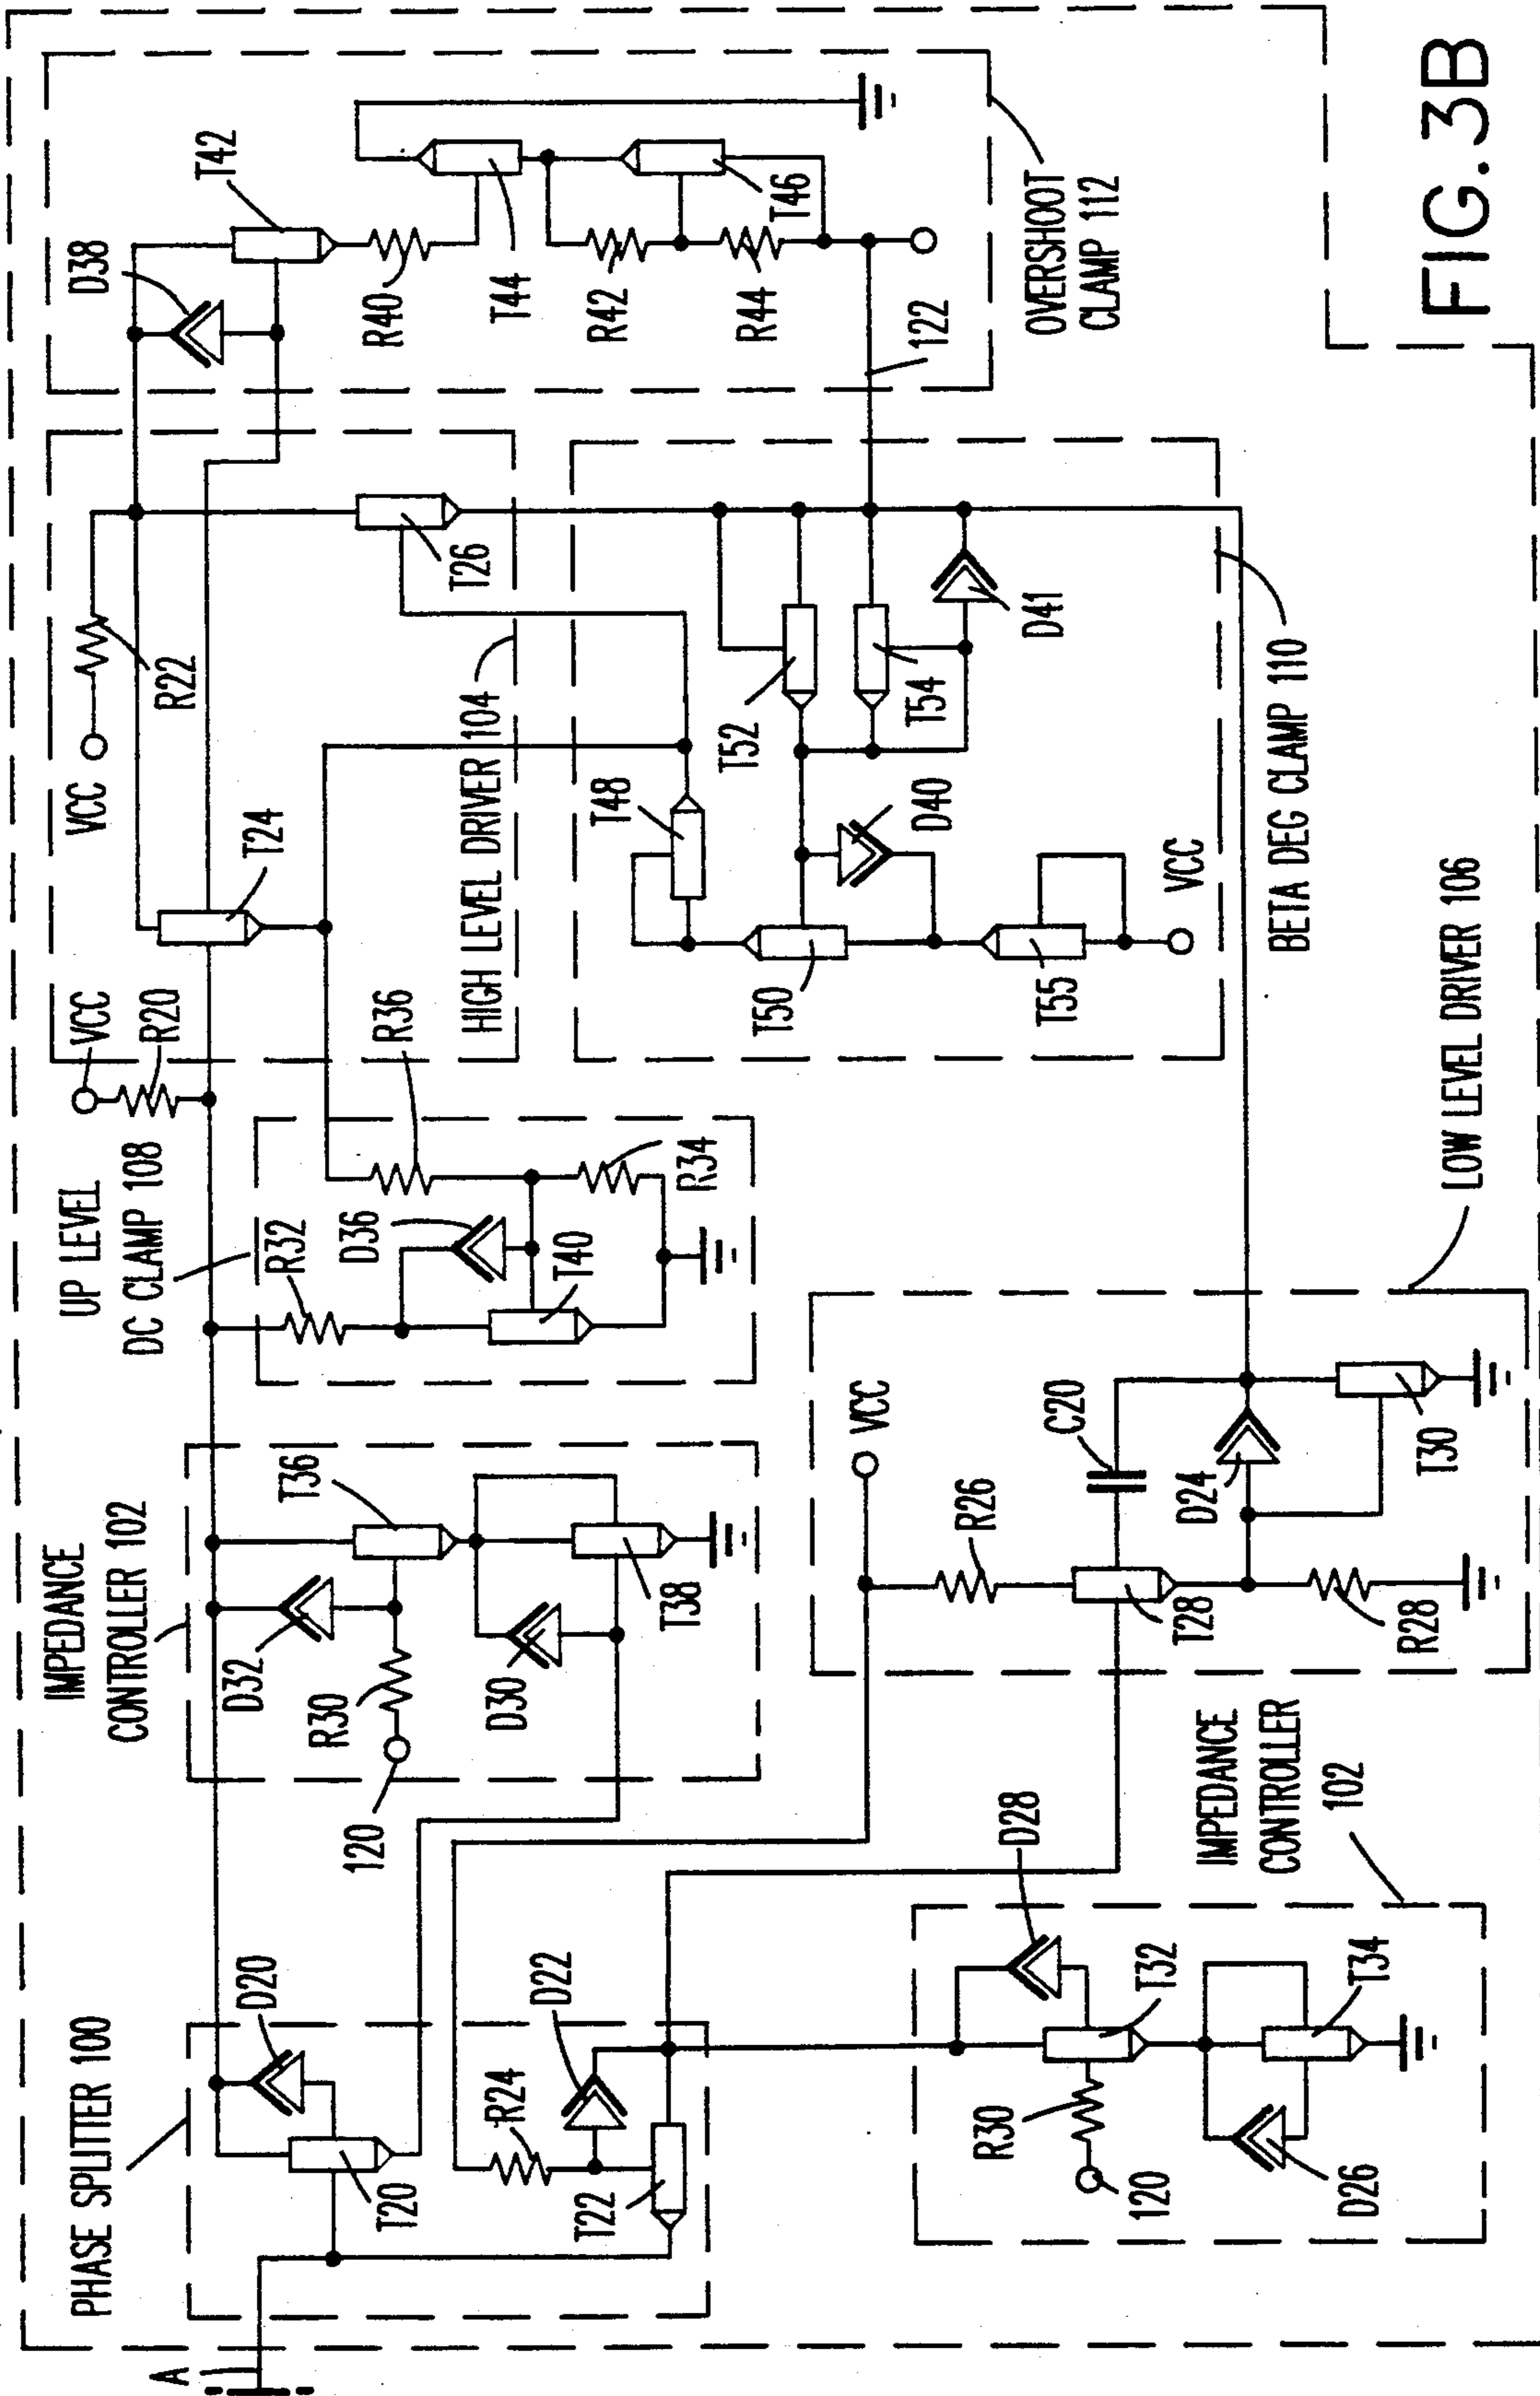 PHASE SPLITTER 100
IMPEDANCE
CONTROLLER 102
UP LEVEL
DC CLAMP 108
VCC
R20
VCC
R22
T24
D38
T42
A
D20
T20
D22
R24
T22
D32
R30
120
T36
D30
T38
R32
D36
T40
R36
R34
HIGH LEVEL DRIVER 104
T26
R40
T44
R42
T46
R44
122
OVERSHOOT
CLAMP 112
T48
T52
T54
D41
D40
T50
T55
VCC
BETA DEG CLAMP 110
VCC
C20
R26
D24
T28
T30
R28
LOW LEVEL DRIVER 106
D28
T32
R30
120
T34
D26
IMPEDANCE
CONTROLLER
102
FIG.3B